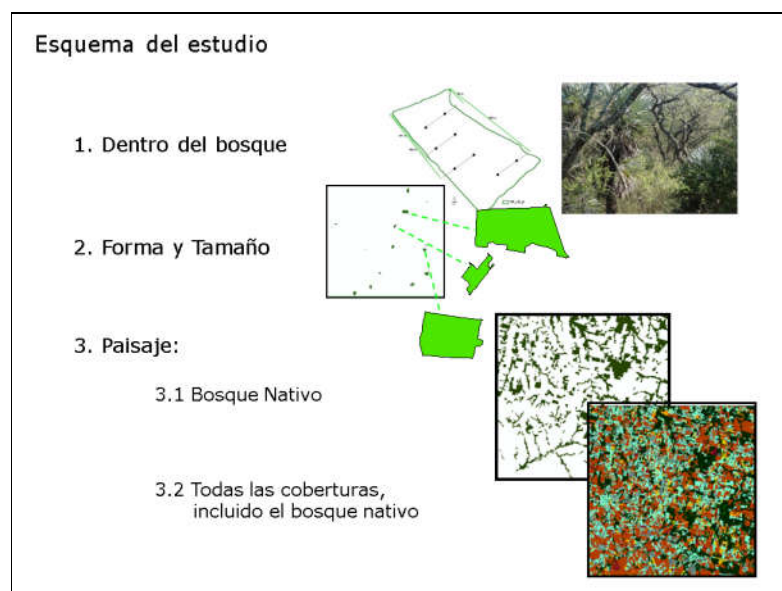 Esquema del estudio
1. Dentro del bosque
2. Forma y Tamaño
3. Paisaje:
3.1 Bosque Nativo
3.2 Todas las coberturas,
incluido el bosque nativo